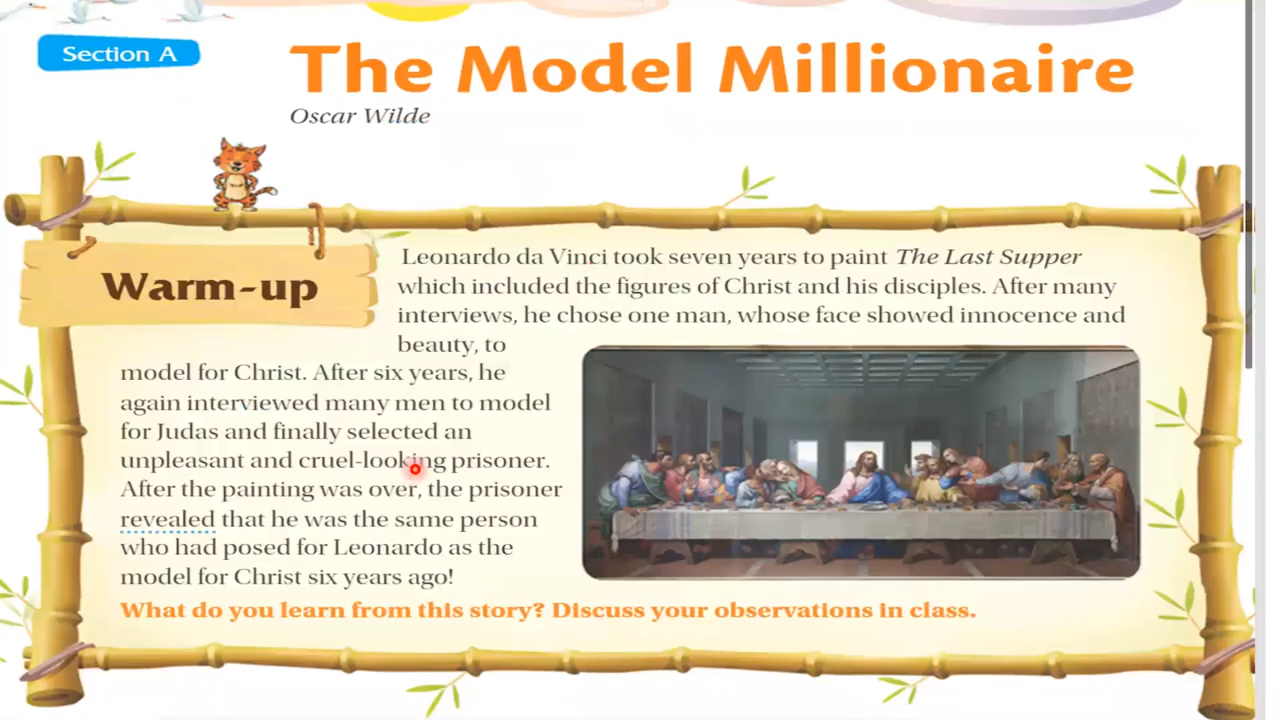 Section A
The Model Millionaire
Oscar Wilde
Warm-up
Leonardo da Vinci took seven years to paint The Last Supper
which included the figures of Christ and his disciples. After many
interviews, he chose one man, whose face showed innocence and
beauty, to
model for Christ. After six years, he
again interviewed many men to model
for Judas and finally selected an
unpleasant and cruel-looking prisoner.
After the painting was over, the prisoner
revealed that he was the same person
who had posed for Leonardo as the
model for Christ six years ago!
What do you learn from this story? Discuss your observations in class.